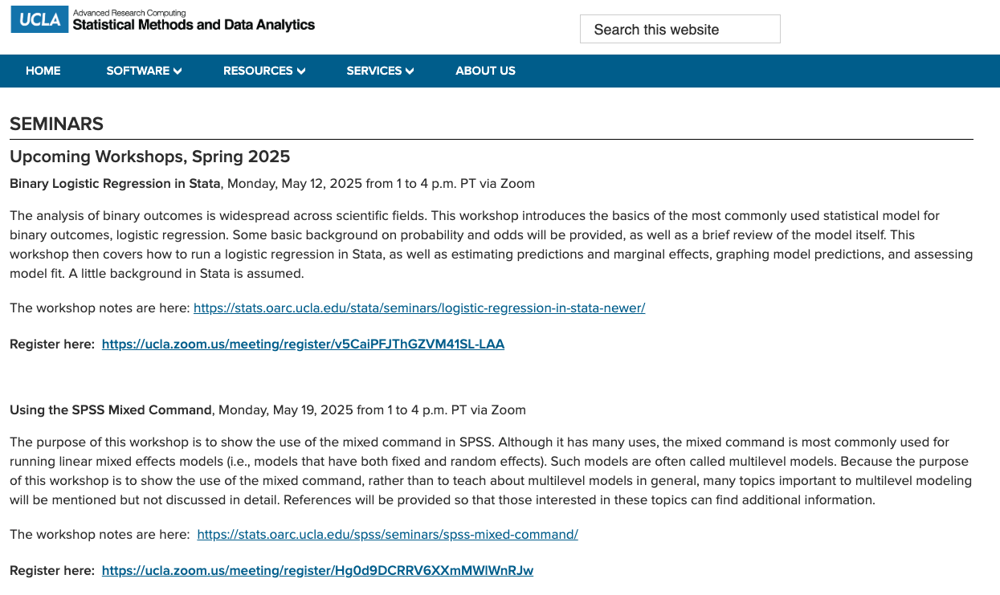 UCLA
Advanced Research Computing
Statistical Methods and Data Analytics
Search this website
HOME
SOFTWARE
RESOURCES
SERVICES
ABOUT US
SEMINARS
Upcoming Workshops, Spring 2025
Binary Logistic Regression in Stata, Monday, May 12, 2025 from 1 to 4 p.m. PT via Zoom
The analysis of binary outcomes is widespread across scientific fields. This workshop introduces the basics of the most commonly used statistical model for
binary outcomes, logistic regression. Some basic background on probability and odds will be provided, as well as a brief review of the model itself. This
workshop then covers how to run a logistic regression in Stata, as well as estimating predictions and marginal effects, graphing model predictions, and assessing
model fit. A little background in Stata is assumed.
The workshop notes are here: https://stats.oarc.ucla.edu/stata/seminars/logistic-regression-in-stata-newer/
Register here: https://ucla.zoom.us/meeting/register/v5CaiPFJThGZVM41SL-LAA
Using the SPSS Mixed Command, Monday, May 19, 2025 from 1 to 4 p.m. PT via Zoom
The purpose of this workshop is to show the use of the mixed command in SPSS. Although it has many uses, the mixed command is most commonly used for
running linear mixed effects models (i.e., models that have both fixed and random effects). Such models are often called multilevel models. Because the purpose
of this workshop is to show the use of the mixed command, rather than to teach about multilevel models in general, many topics important to multilevel modeling
will be mentioned but not discussed in detail. References will be provided so that those interested in these topics can find additional information.
The workshop notes are here: https://stats.oarc.ucla.edu/spss/seminars/spss-mixed-command/
Register here: https://ucla.zoom.us/meeting/register/Hg0d9DCRRV6XXmMWlWnRJw